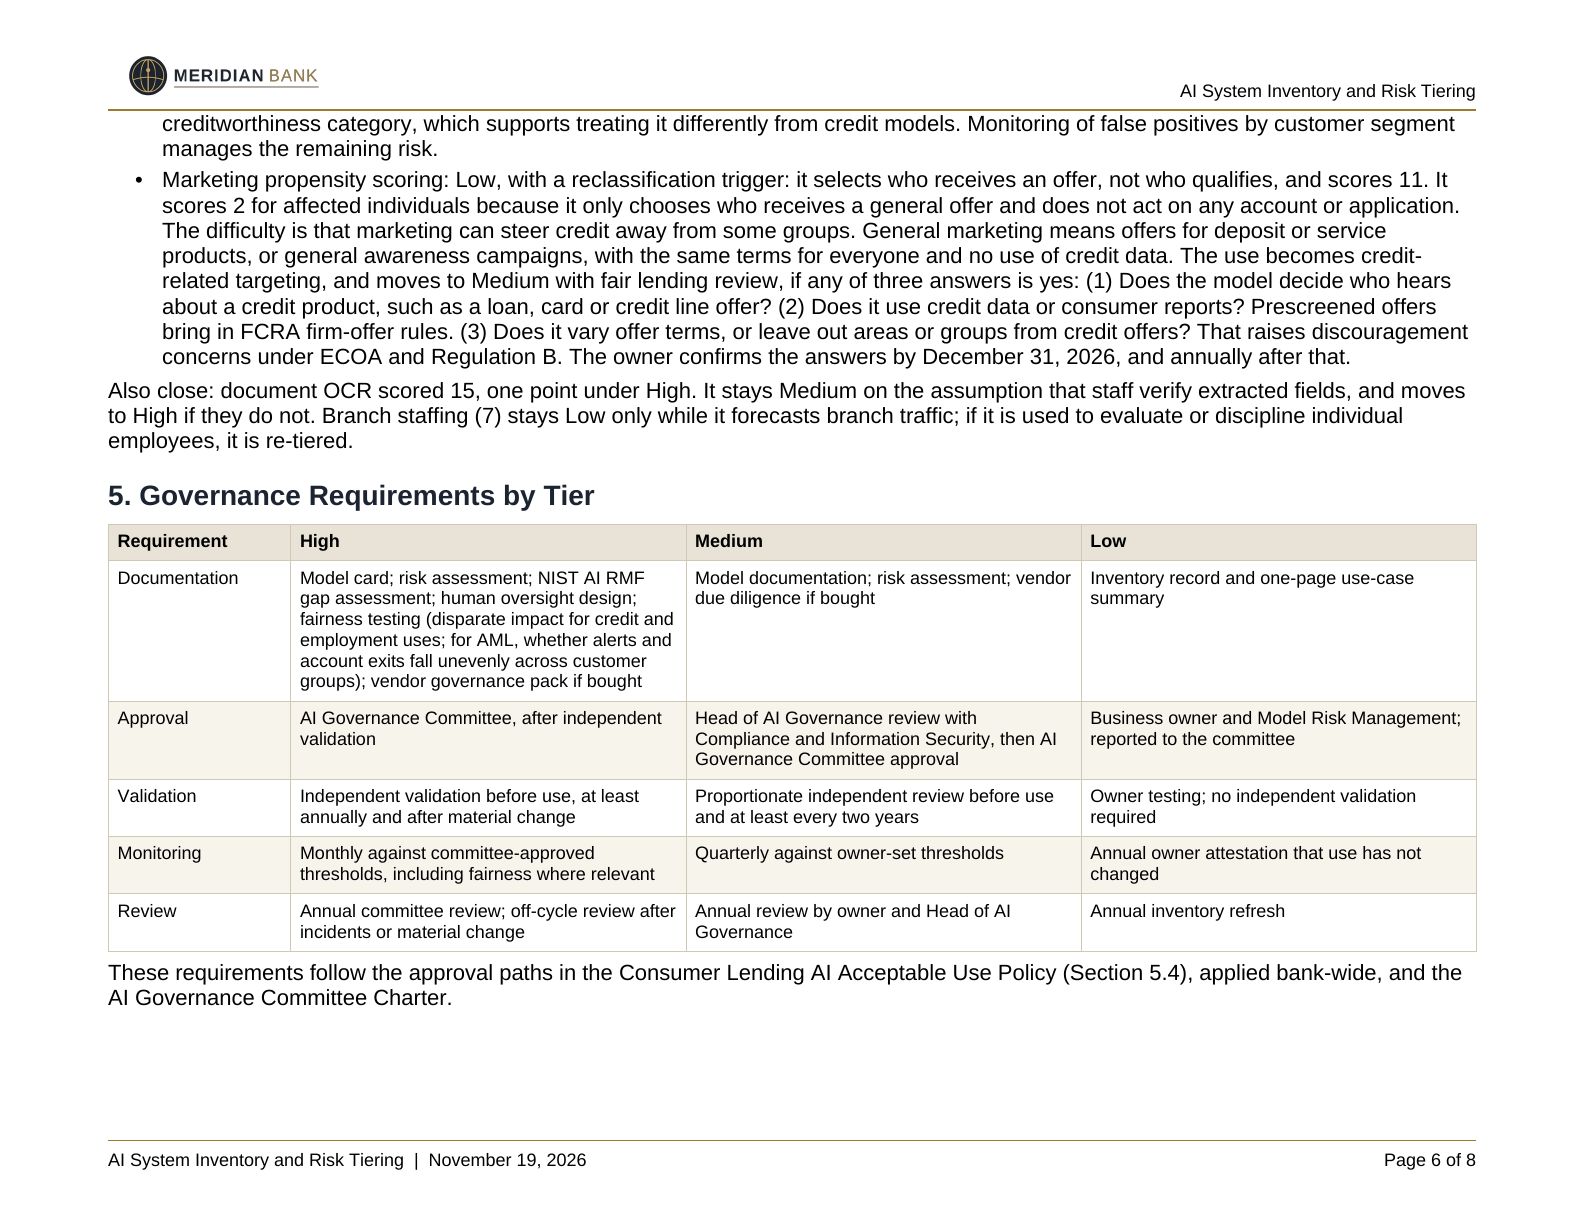 MERIDIAN BANK
AI System Inventory and Risk Tiering
creditworthiness category, which supports treating it differently from credit models. Monitoring of false positives by customer segment
manages the remaining risk.
• Marketing propensity scoring: Low, with a reclassification trigger: it selects who receives an offer, not who qualifies, and scores 11. It
scores 2 for affected individuals because it only chooses who receives a general offer and does not act on any account or application.
The difficulty is that marketing can steer credit away from some groups. General marketing means offers for deposit or service
products, or general awareness campaigns, with the same terms for everyone and no use of credit data. The use becomes credit-
related targeting, and moves to Medium with fair lending review, if any of three answers is yes: (1) Does the model decide who hears
about a credit product, such as a loan, card or credit line offer? (2) Does it use credit data or consumer reports? Prescreened offers
bring in FCRA firm-offer rules. (3) Does it vary offer terms, or leave out areas or groups from credit offers? That raises discouragement
concerns under ECOA and Regulation B. The owner confirms the answers by December 31, 2026, and annually after that.
Also close: document OCR scored 15, one point under High. It stays Medium on the assumption that staff verify extracted fields, and moves
to High if they do not. Branch staffing (7) stays Low only while it forecasts branch traffic; if it is used to evaluate or discipline individual
employees, it is re-tiered.
5. Governance Requirements by Tier
Requirement High Medium Low
Documentation
Model card; risk assessment; NIST AI RMF
gap assessment; human oversight design;
fairness testing (disparate impact for credit and
employment uses; for AML, whether alerts and
account exits fall unevenly across customer
groups); vendor governance pack if bought
Model documentation; risk assessment; vendor
due diligence if bought
Inventory record and one-page use-case
summary
Approval
AI Governance Committee, after independent
validation
Head of AI Governance review with
Compliance and Information Security, then AI
Governance Committee approval
Business owner and Model Risk Management;
reported to the committee
Validation
Independent validation before use, at least
annually and after material change
Proportionate independent review before use
and at least every two years
Owner testing; no independent validation
required
Monitoring
Monthly against committee-approved
thresholds, including fairness where relevant
Quarterly against owner-set thresholds
Annual owner attestation that use has not
changed
Review
Annual committee review; off-cycle review after
incidents or material change
Annual review by owner and Head of AI
Governance
Annual inventory refresh
These requirements follow the approval paths in the Consumer Lending AI Acceptable Use Policy (Section 5.4), applied bank-wide, and the
AI Governance Committee Charter.
AI System Inventory and Risk Tiering | November 19, 2026
Page 6 of 8